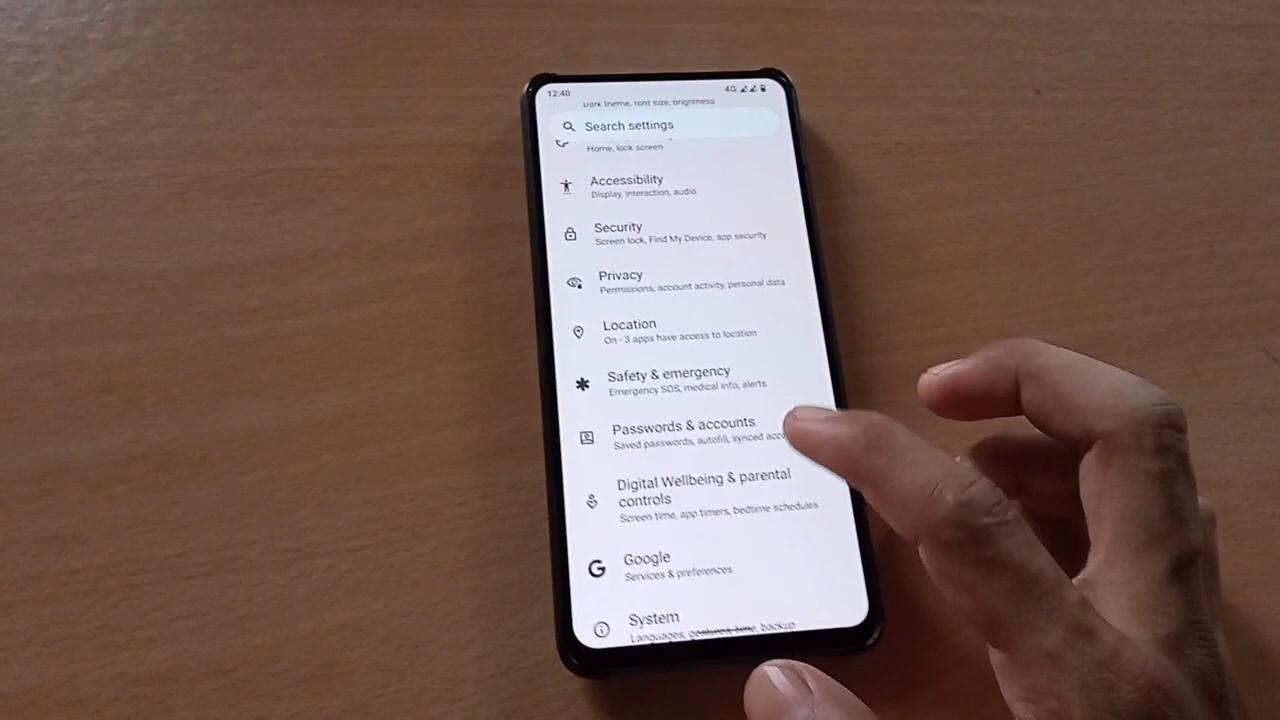 12:40
4G
Dark theme, font size, brightness
Search settings
Home, lock screen
Accessibility
Display, interaction, audio
Security
Screen lock, Find My Device, app security
Privacy
Permissions, account activity, personal data
Location
On - 3 apps have access to location
Safety & emergency
Emergency SOS, medical info, alerts
Passwords & accounts
Saved passwords, autofill, synced
Digital Wellbeing & parental
controls
Screen time, app timers, bedtime schedules
Google
Services & preferences
System
Languages, gestures, time, backup